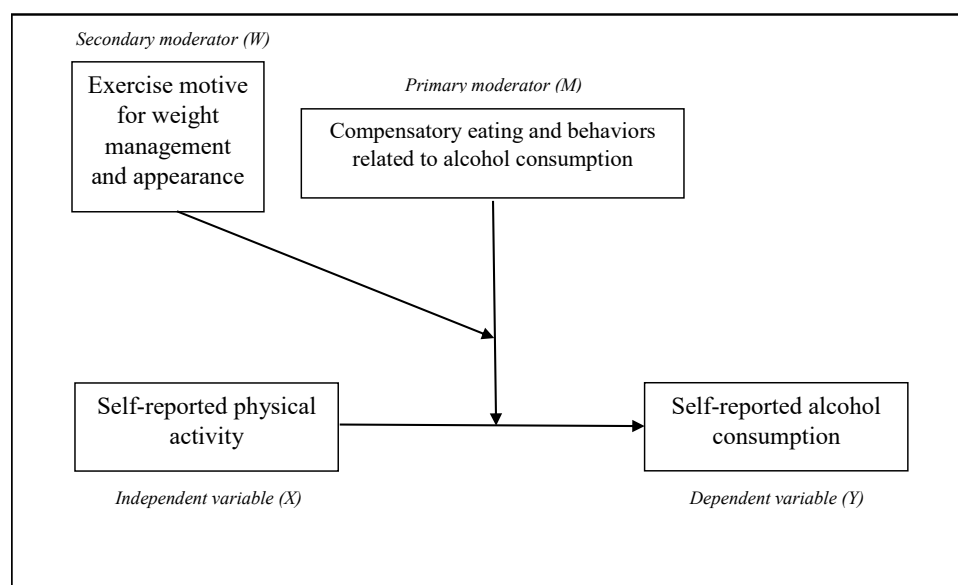 Secondary moderator (W)
Exercise motive
for weight
management
and appearance
Primary moderator (M)
Compensatory eating and behaviors
related to alcohol consumption
Self-reported physical
activity
Independent variable (X)
Self-reported alcohol
consumption
Dependent variable (Y)